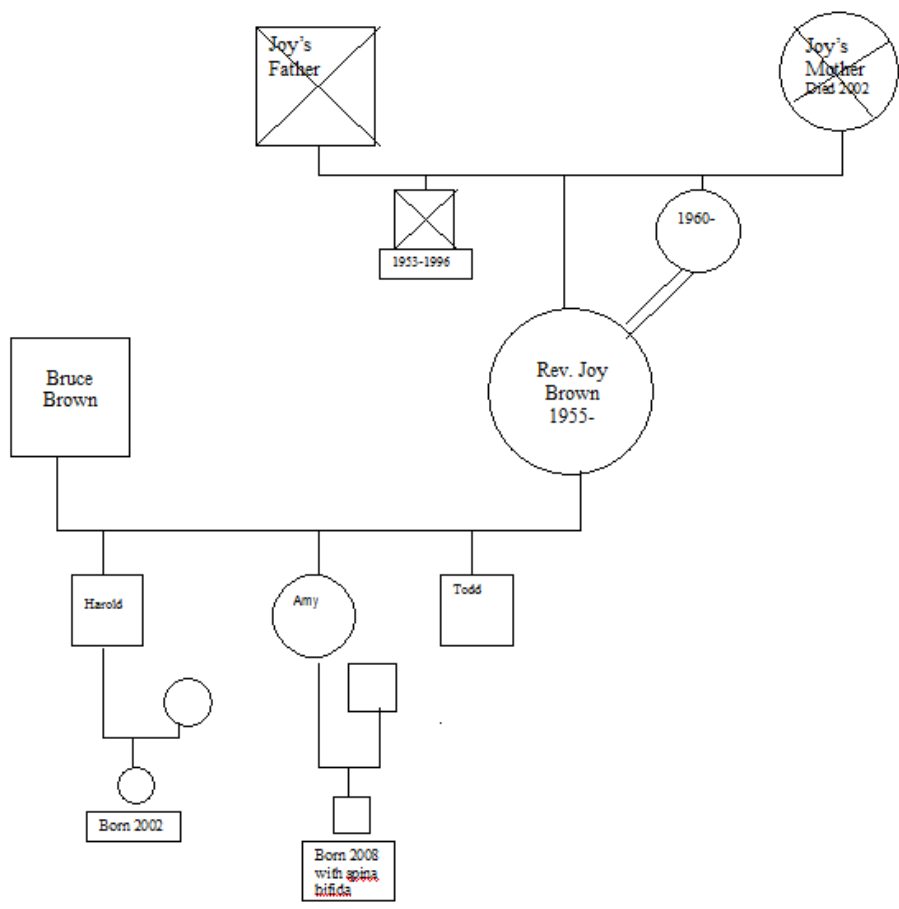 Joy's
Father
Joy's
Mother
Died 2002
1960-
1953-1996
Rev. Joy
Brown
1955-
Bruce
Brown
Harold
Amy
Todd
Born 2002
Born 2008
with spina
bifida